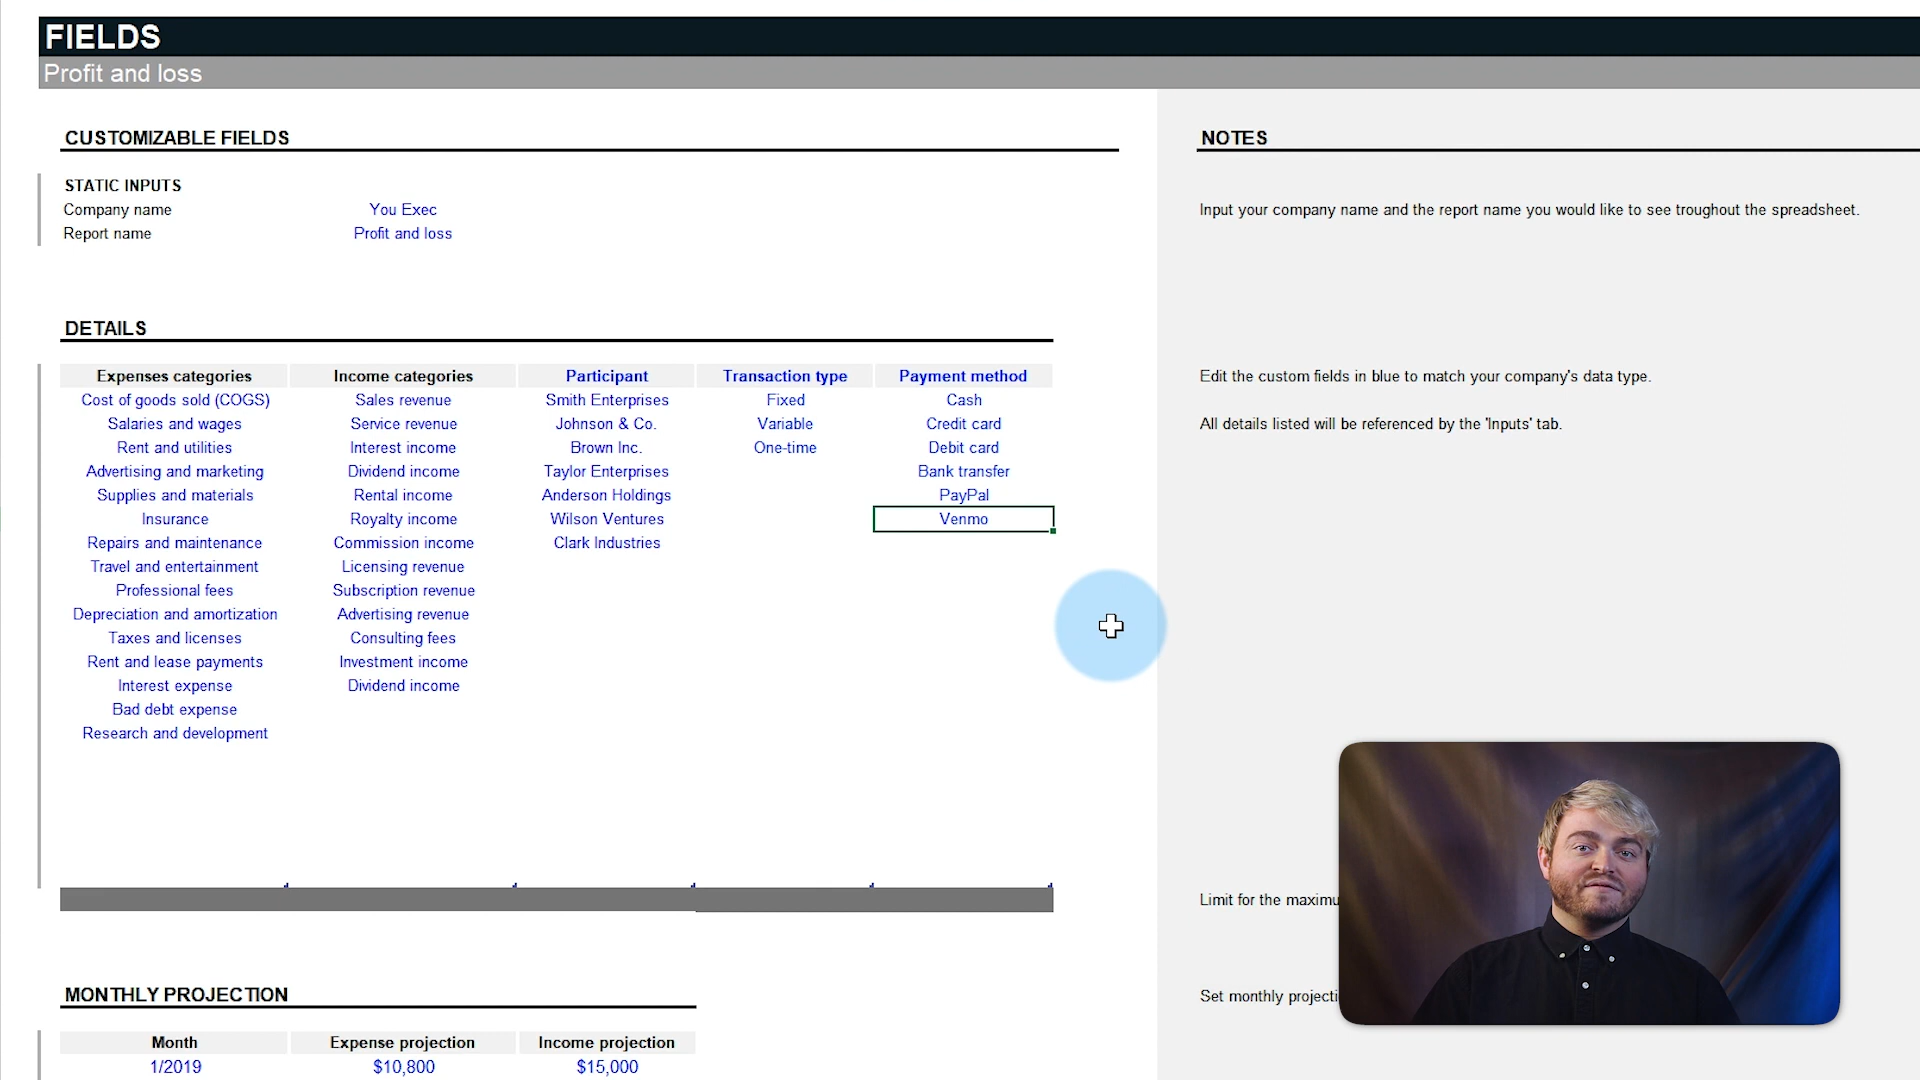 FIELDS
Profit and loss
CUSTOMIZABLE FIELDS
NOTES
STATIC INPUTS
Company name You Exec
Input your company name and the report name you would like to see troughout the spreadsheet.
Report name Profit and loss
DETAILS
Expenses categories Income categories Participant Transaction type Payment method
Edit the custom fields in blue to match your company's data type.
Cost of goods sold (COGS) Sales revenue Smith Enterprises Fixed Cash
Salaries and wages Service revenue Johnson & Co. Variable Credit card
All details listed will be referenced by the 'Inputs' tab.
Rent and utilities Interest income Brown Inc. One-time Debit card
Advertising and marketing Dividend income Taylor Enterprises Bank transfer
Supplies and materials Rental income Anderson Holdings PayPal
Insurance Royalty income Wilson Ventures Venmo
Repairs and maintenance Commission income Clark Industries
Travel and entertainment Licensing revenue
Professional fees Subscription revenue
Depreciation and amortization Advertising revenue
Taxes and licenses Consulting fees
Rent and lease payments Investment income
Interest expense Dividend income
Bad debt expense
Research and development
Limit for the maximu
MONTHLY PROJECTION
Set monthly projecti
Month Expense projection Income projection
1/2019 $10,800 $15,000